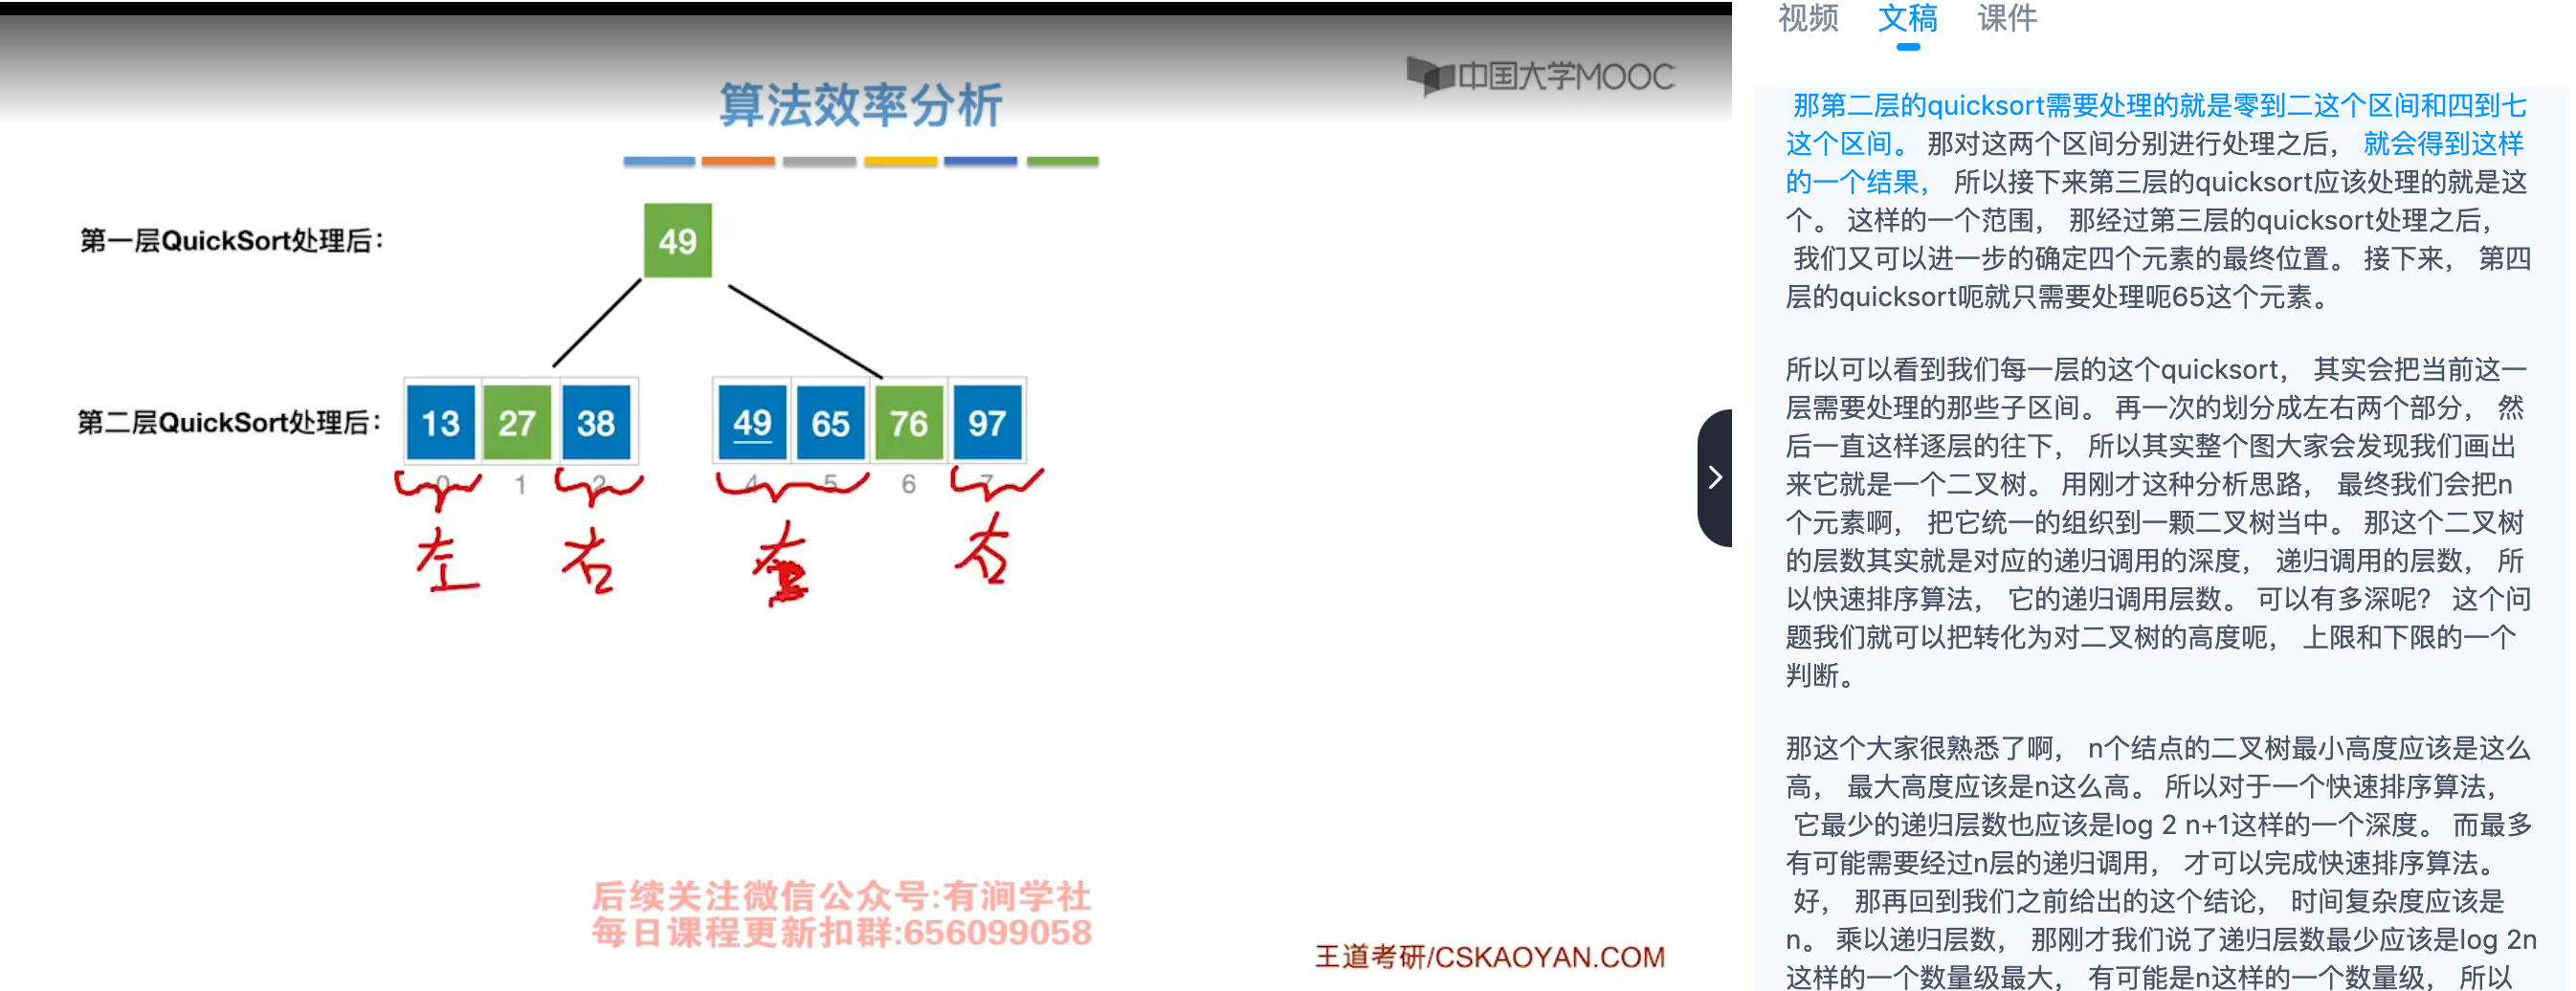 中国大学MOOC
算法效率分析
第一层QuickSort处理后：
49
第二层QuickSort处理后：
13 27 38 49 65 76 97
0 1 2 4 5 6 7
左 右 左 右
后续关注微信公众号:有涧学社
每日课程更新扣群:656099058
王道考研/CSKAOYAN.COM
视频 文稿 课件
那第二层的quicksort需要处理的就是零到二这个区间和四到七
这个区间。 那对这两个区间分别进行处理之后， 就会得到这样
的一个结果， 所以接下来第三层的quicksort应该处理的就是这
个。 这样的一个范围， 那经过第三层的quicksort处理之后，
我们又可以进一步的确定四个元素的最终位置。 接下来， 第四
层的quicksort呃就只需要处理呃65这个元素。
所以可以看到我们每一层的这个quicksort， 其实会把当前这一
层需要处理的那些子区间。 再一次的划分成左右两个部分， 然
后一直这样逐层的往下， 所以其实整个图大家会发现我们画出
来它就是一个二叉树。 用刚才这种分析思路， 最终我们会把n
个元素啊， 把它统一的组织到一颗二叉树当中。 那这个二叉树
的层数其实就是对应的递归调用的深度， 递归调用的层数， 所
以快速排序算法， 它的递归调用层数。 可以有多深呢？ 这个问
题我们就可以把转化为对二叉树的高度呃， 上限和下限的一个
判断。
那这个大家很熟悉了啊， n个结点的二叉树最小高度应该是这么
高， 最大高度应该是n这么高。 所以对于一个快速排序算法，
它最少的递归层数也应该是log 2 n+1这样的一个深度。 而最多
有可能需要经过n层的递归调用， 才可以完成快速排序算法。
好， 那再回到我们之前给出的这个结论， 时间复杂度应该是
n。 乘以递归层数， 那刚才我们说了递归层数最少应该是log 2n
这样的一个数量级最大， 有可能是n这样的一个数量级， 所以